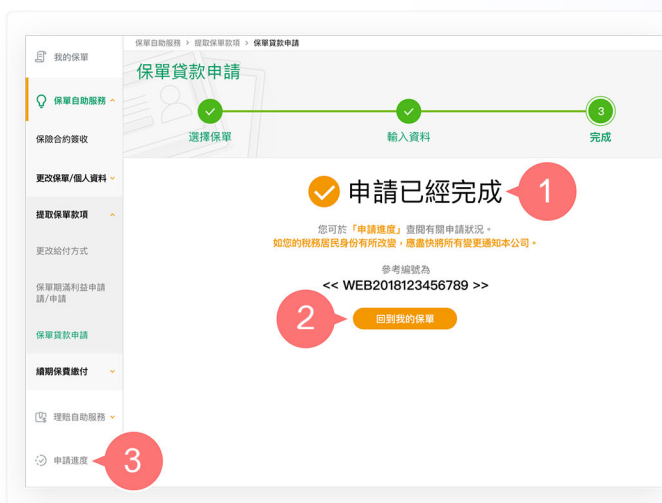 我的保單
保單自助服務
保險合約簽收
更改保單/個人資料
提取保單款項
更改給付方式
保單期滿利益申請
請/申請
保單貸款申請
續期保費繳付
理賠自助服務
申請進度
3
保單自助服務 > 提取保單款項 > 保單貸款申請
保單貸款申請
3
選擇保單
輸入資料
完成
申請已經完成
1
您可於「申請進度」查閱有關申請狀況。
如您的稅務居民身份有所改變，應盡快將所有變更通知本公司。
參考編號為
<< WEB2018123456789 >>
2
回到我的保單